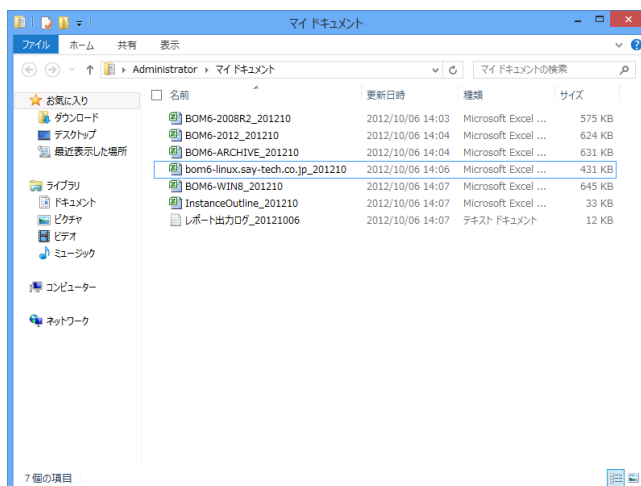 マイ ドキュメント
ファイル ホーム 共有 表示
Administrator マイ ドキュメント マイ ドキュメントの検索
お気に入り
ダウンロード
デスクトップ
最近表示した場所
ライブラリ
ドキュメント
ピクチャ
ビデオ
ミュージック
コンピューター
ネットワーク
名前 更新日時 種類 サイズ
BOM6-2008R2_201210 2012/10/06 14:03 Microsoft Excel ... 575 KB
BOM6-2012_201210 2012/10/06 14:04 Microsoft Excel ... 624 KB
BOM6-ARCHIVE_201210 2012/10/06 14:04 Microsoft Excel ... 631 KB
bom6-linux.say-tech.co.jp_201210 2012/10/06 14:06 Microsoft Excel ... 431 KB
BOM6-WIN8_201210 2012/10/06 14:07 Microsoft Excel ... 645 KB
InstanceOutline_201210 2012/10/06 14:07 Microsoft Excel ... 33 KB
レポート出力ログ_20121006 2012/10/06 14:07 テキスト ドキュメント 12 KB
7 個の項目